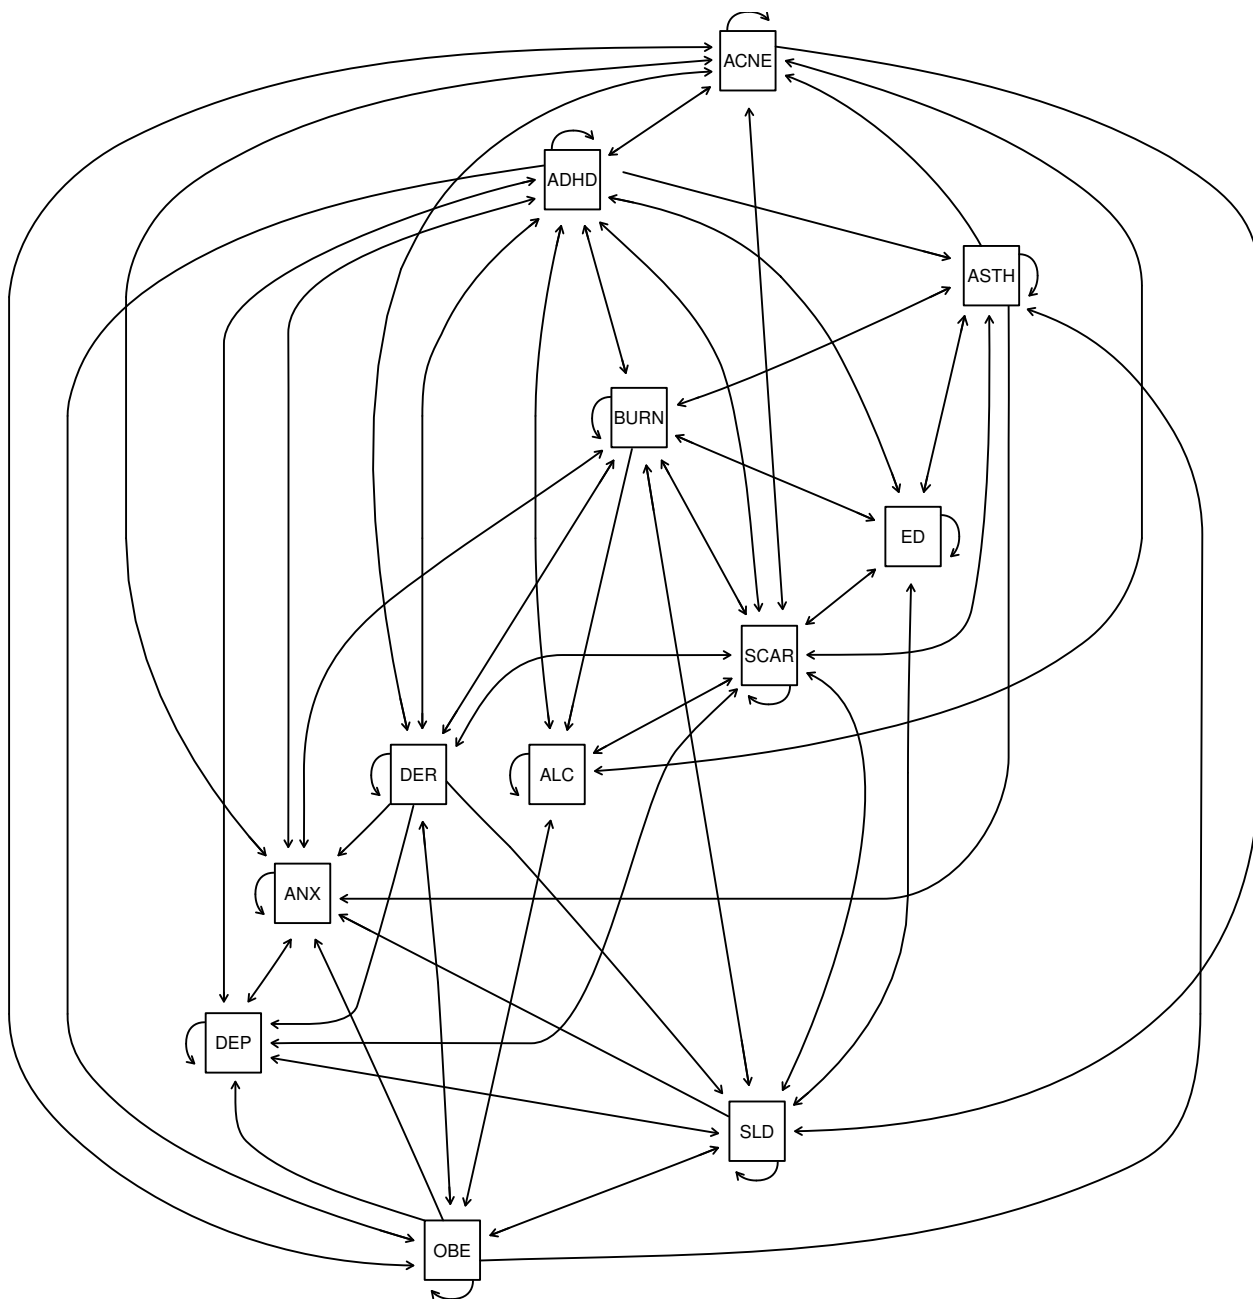 ACNE
ADHD
ASTH
BURN
ED
SCAR
DER
ALC
ANX
DEP
SLD
OBE